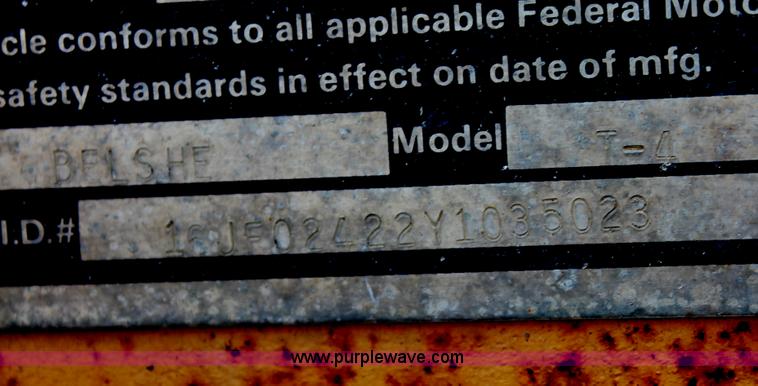 cle conforms to all applicable Federal Moto
safety standards in effect on date of mfg.
BELSHE Model T-4
I.D.# 16JF02422Y1035023
www.purplewave.com